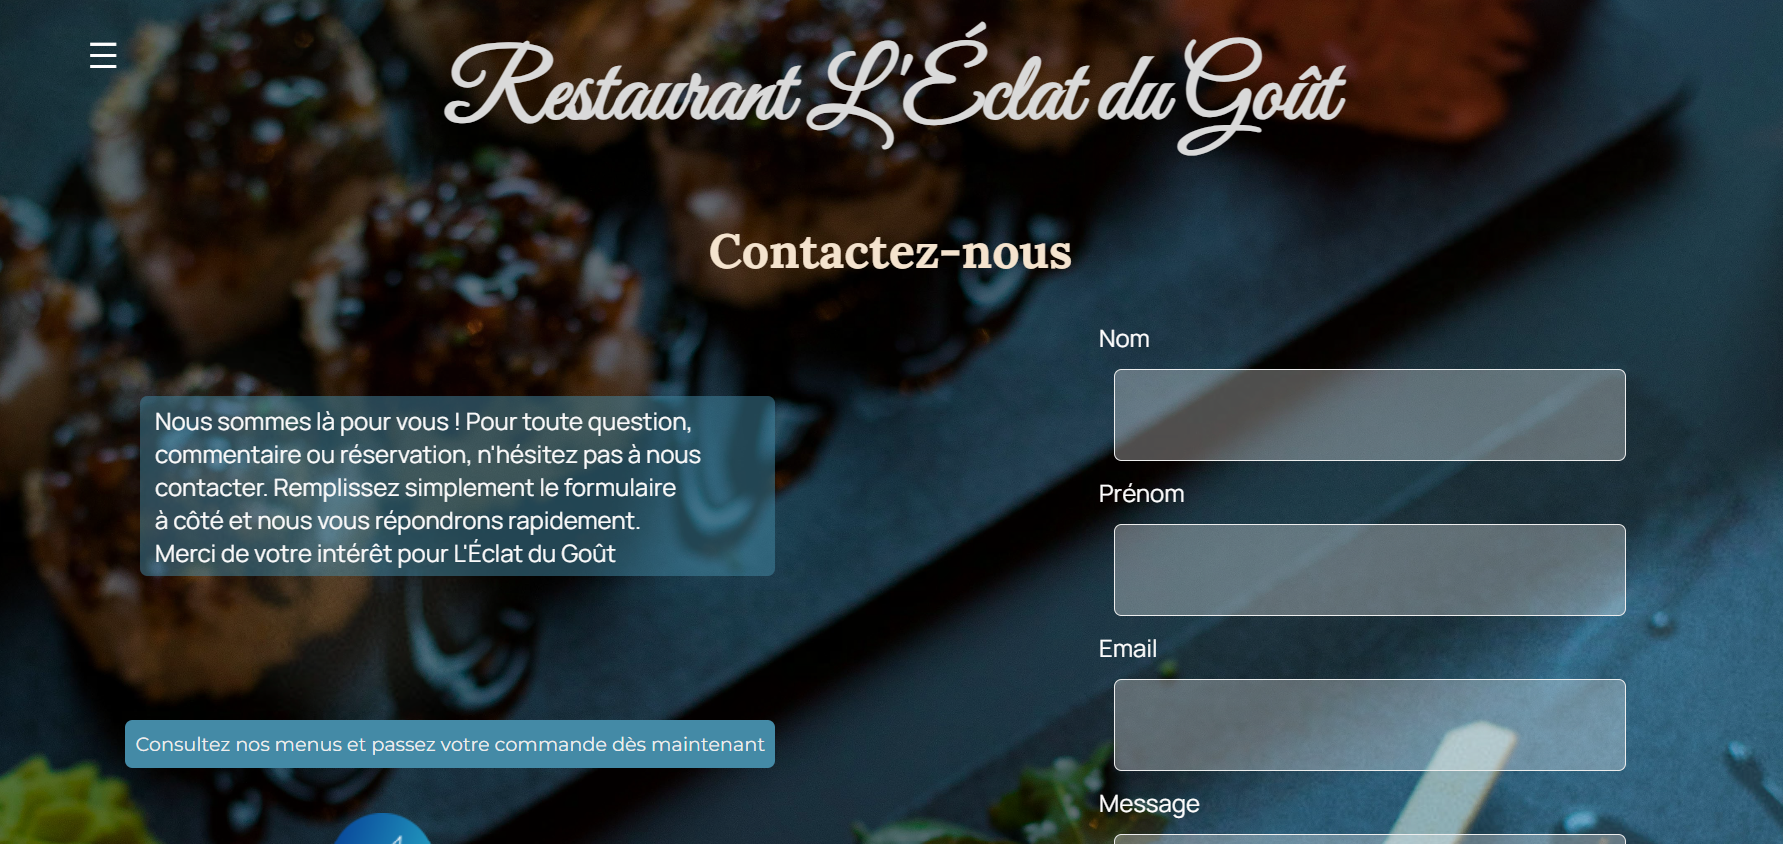 Restaurant L'Éclat du Goût
Contactez-nous
Nous sommes là pour vous ! Pour toute question,
commentaire ou réservation, n'hésitez pas à nous
contacter. Remplissez simplement le formulaire
à côté et nous vous répondrons rapidement.
Merci de votre intérêt pour L'Éclat du Goût
Consultez nos menus et passez votre commande dès maintenant
Nom
Prénom
Email
Message